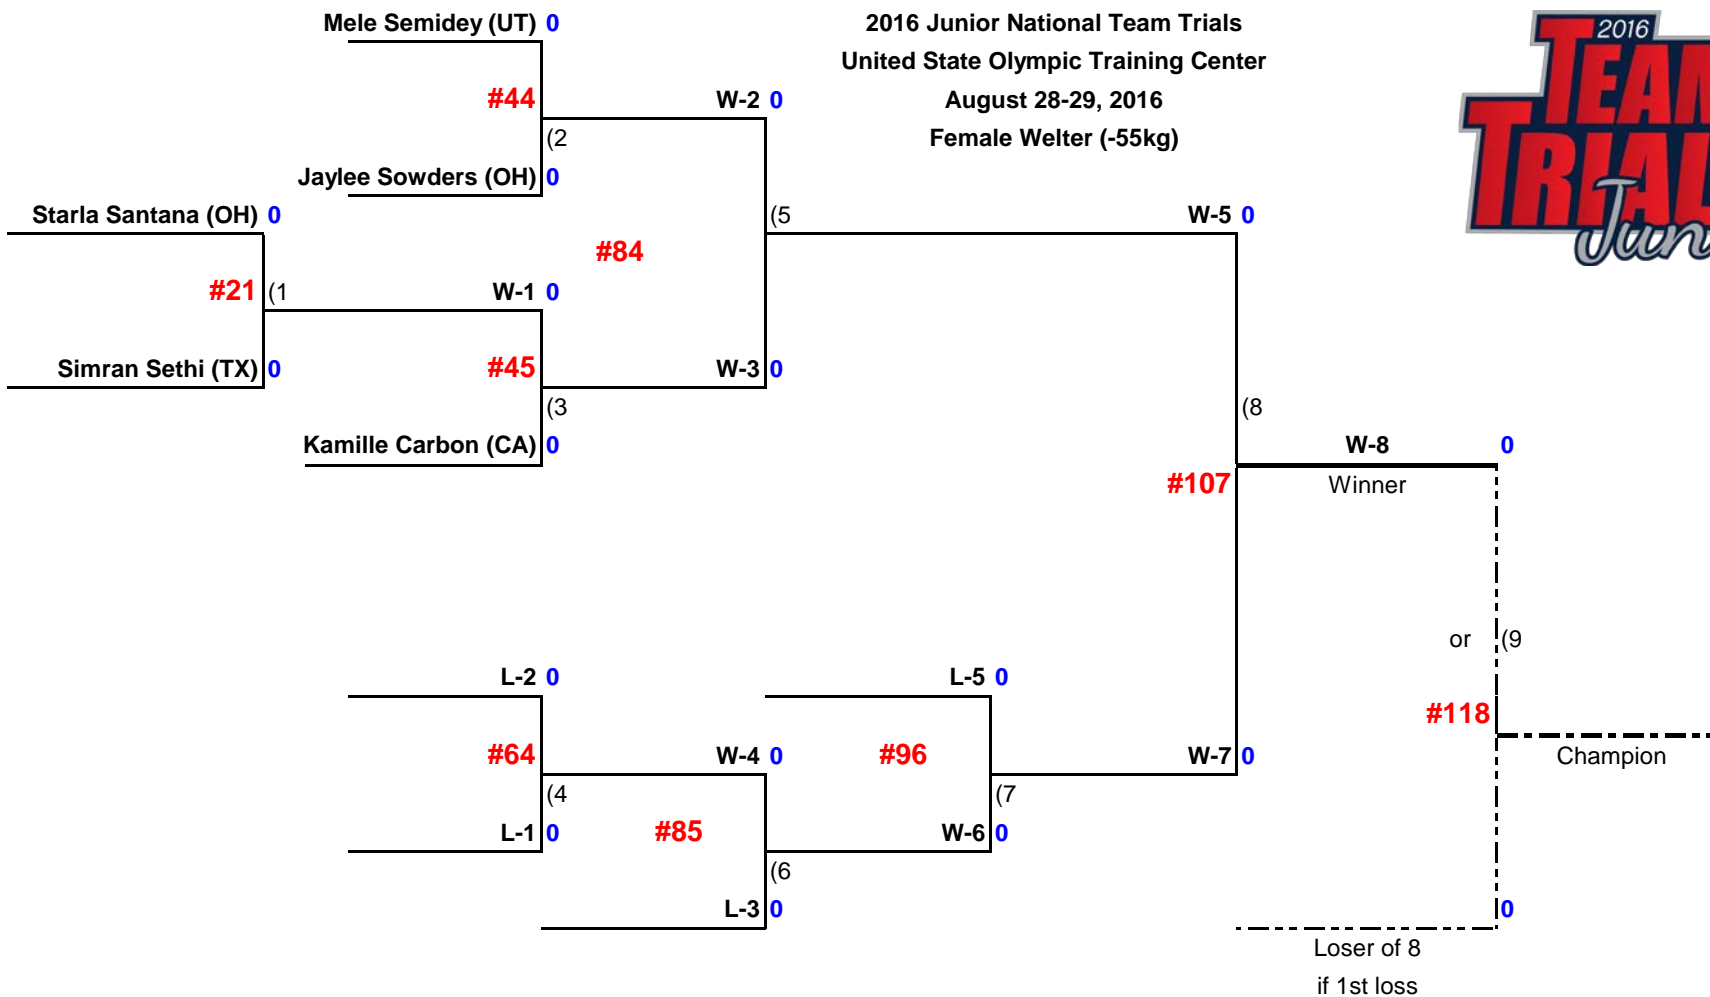 Mele Semidey (UT) 0
2016 Junior National Team Trials
United State Olympic Training Center
August 28-29, 2016
Female Welter (-55kg)
2016
TEAM
TRIAL
Jun
#44
W-2 0
(2
Jaylee Sowders (OH) 0
Starla Santana (OH) 0
(5
W-5 0
#84
#21 (1
W-1 0
Simran Sethi (TX) 0
#45
W-3 0
(3
(8
Kamille Carbon (CA) 0
W-8 0
#107
Winner
or (9
L-2 0
L-5 0
#118
#64
W-4 0
#96
W-7 0
Champion
(4
(7
L-1 0
#85
W-6 0
(6
L-3 0
0
Loser of 8
if 1st loss